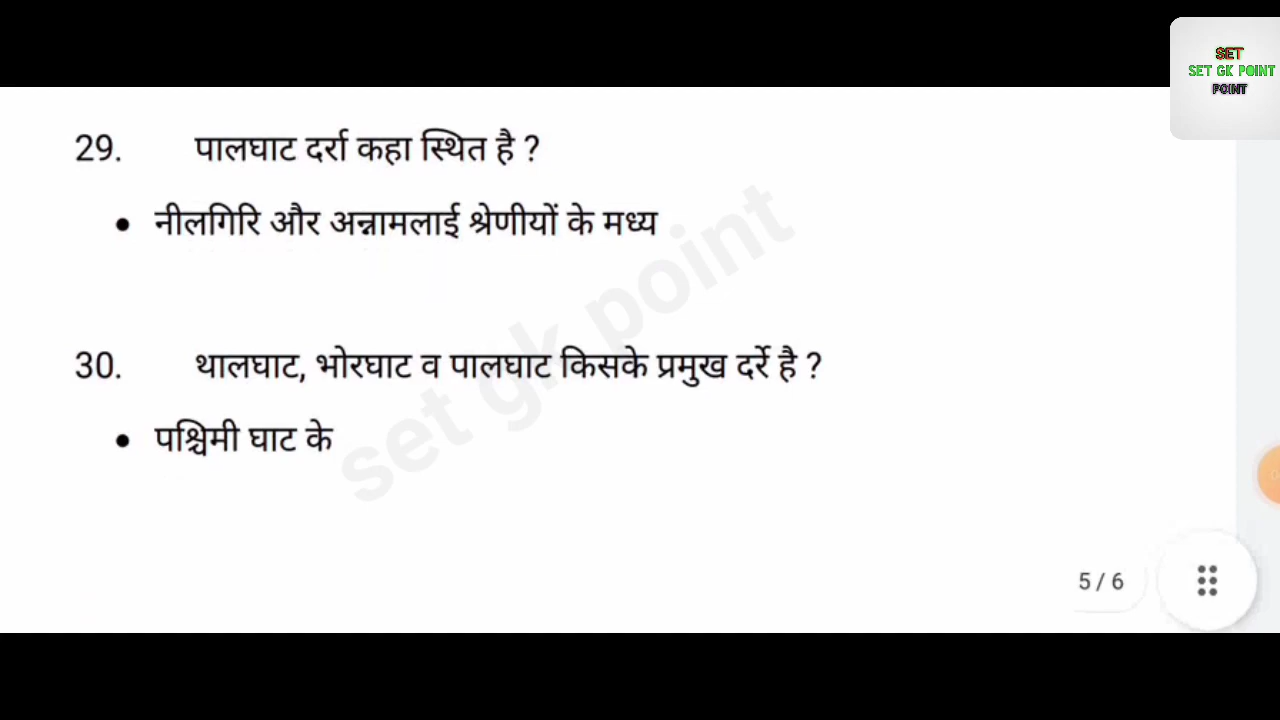 SET
SET GK POINT
POINT
29. पालघाट दर्रा कहा स्थित है ?
• नीलगिरि और अन्नामलाई श्रेणीयों के मध्य
30. थालघाट, भोरघाट व पालघाट किसके प्रमुख दर्रे है ?
• पश्चिमी घाट के
set gk point
5 / 6